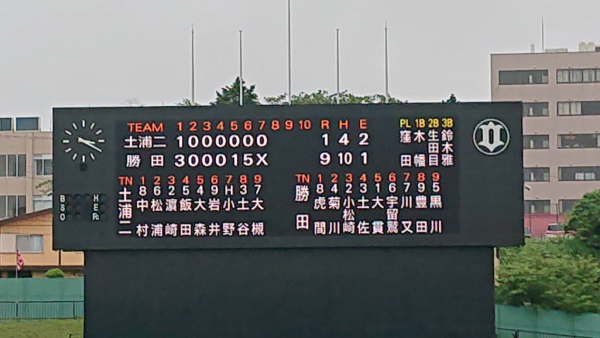 TEAM 1 2 3 4 5 6 7 8 9 10 R H E PL 1B 2B 3B
土浦二 1 0 0 0 0 0 0 1 4 2 窪 木 生田 鈴木
勝田 3 0 0 0 1 5 X 9 10 1 田 幡 目 雅
TN 1 2 3 4 5 6 7 8 9 TN 1 2 3 4 5 6 7 8 9
土浦二 8 6 2 5 1 4 9 H 3 7 勝田 8 4 2 3 6 1 7 5 9
中村 松浦 濵崎 飯田 大森 岩井 小野 土谷 大槻 虎間 菊川 小松崎 土佐 大貫 宇留鷲 川又 豊田 黒川
B
S
O
H
E
Fc